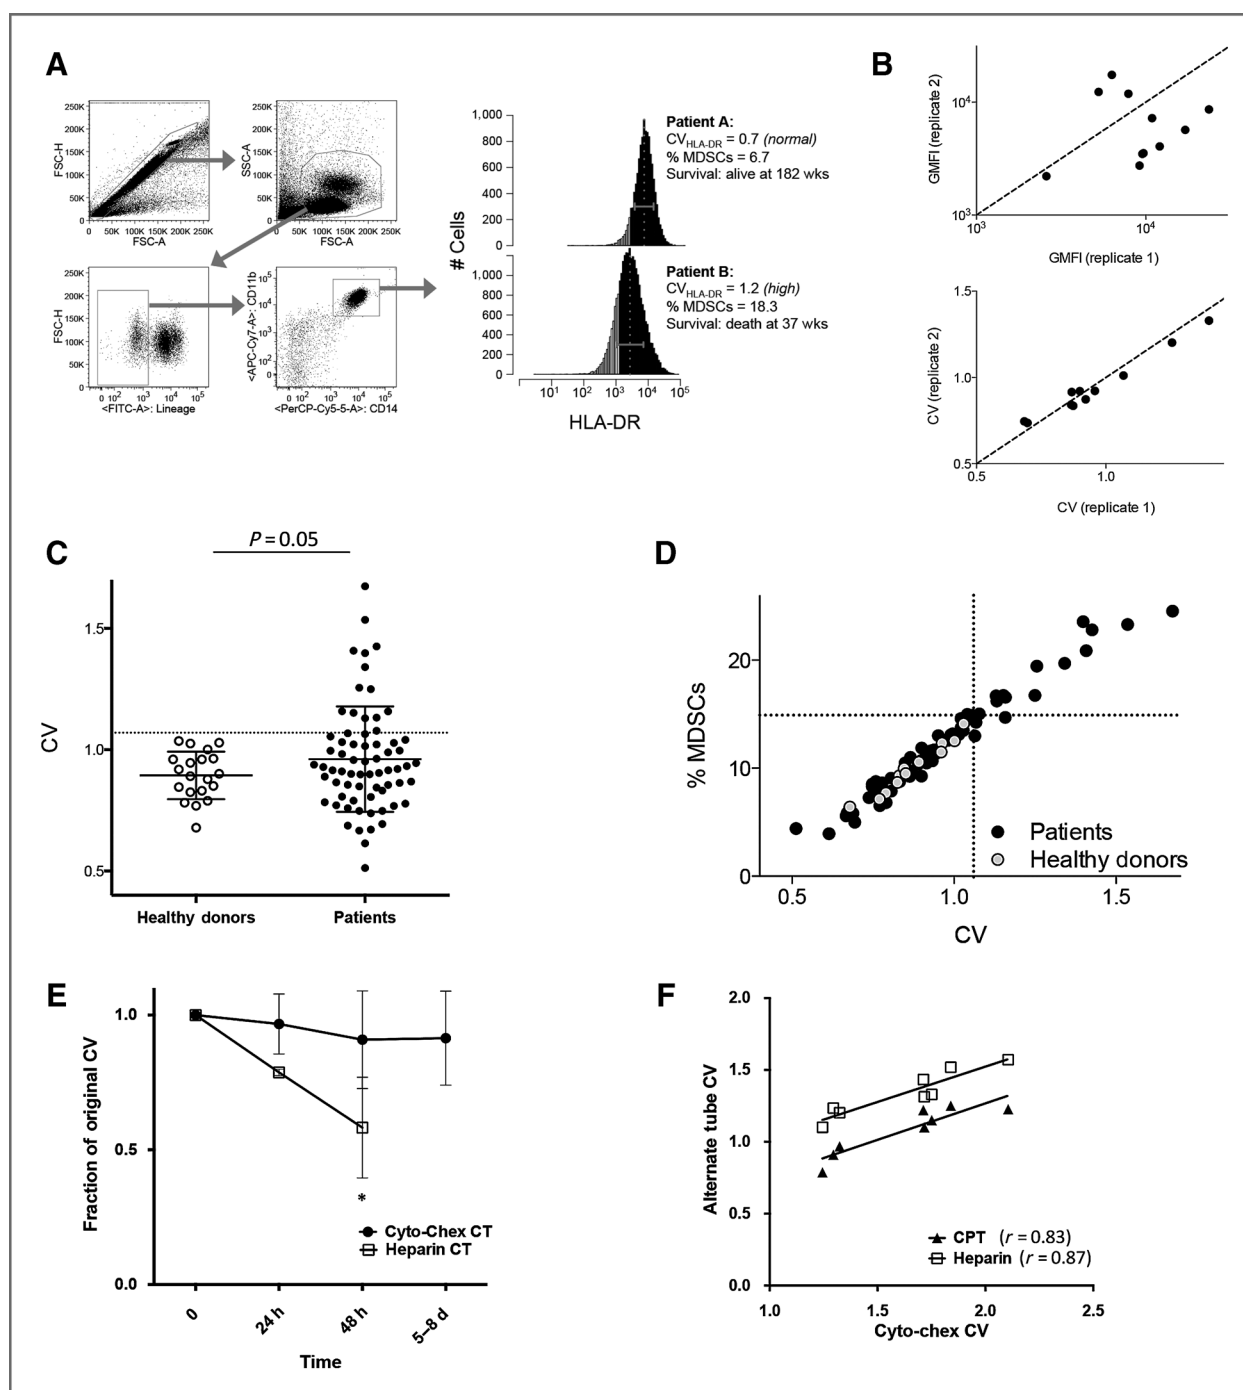 A
250K
200K
150K
100K
50K
0
FSC-H
0 50K 100K 150K 200K 250K
FSC-A
250K
200K
150K
100K
50K
0
SSC-A
0 50K 100K 150K 200K 250K
FSC-A
250K
200K
150K
100K
50K
0
FSC-H
0 10² 10³ 10⁴ 10⁵
<FITC-A>: Lineage
10⁵
10⁴
10³
10²
0
<APC-Cy7-A>: CD11b
0 10² 10³ 10⁴ 10⁵
<PerCP-Cy5-5-A>: CD14
# Cells
1,000
800
600
400
200
0
Patient A:
CV HLA-DR = 0.7 (normal)
% MDSCs = 6.7
Survival: alive at 182 wks
1,000
800
600
400
200
0
Patient B:
CV HLA-DR = 1.2 (high)
% MDSCs = 18.3
Survival: death at 37 wks
10¹ 10² 10³ 10⁴ 10⁵
HLA-DR
B
GMFI (replicate 2)
10⁴
10³
10³ 10⁴
GMFI (replicate 1)
CV (replicate 2)
1.5
1.0
0.5
0.5 1.0
CV (replicate 1)
C
P = 0.05
CV
1.5
1.0
0.5
Healthy donors Patients
D
% MDSCs
20
10
0
Patients
Healthy donors
0.5 1.0 1.5
CV
E
Fraction of original CV
1.0
0.5
0.0
*
Cyto-Chex CT
Heparin CT
0 24 h 48 h 5–8 d
Time
F
Alternate tube CV
2.0
1.5
1.0
0.5
0.0
CPT (r = 0.83)
Heparin (r = 0.87)
1.0 1.5 2.0 2.5
Cyto-chex CV